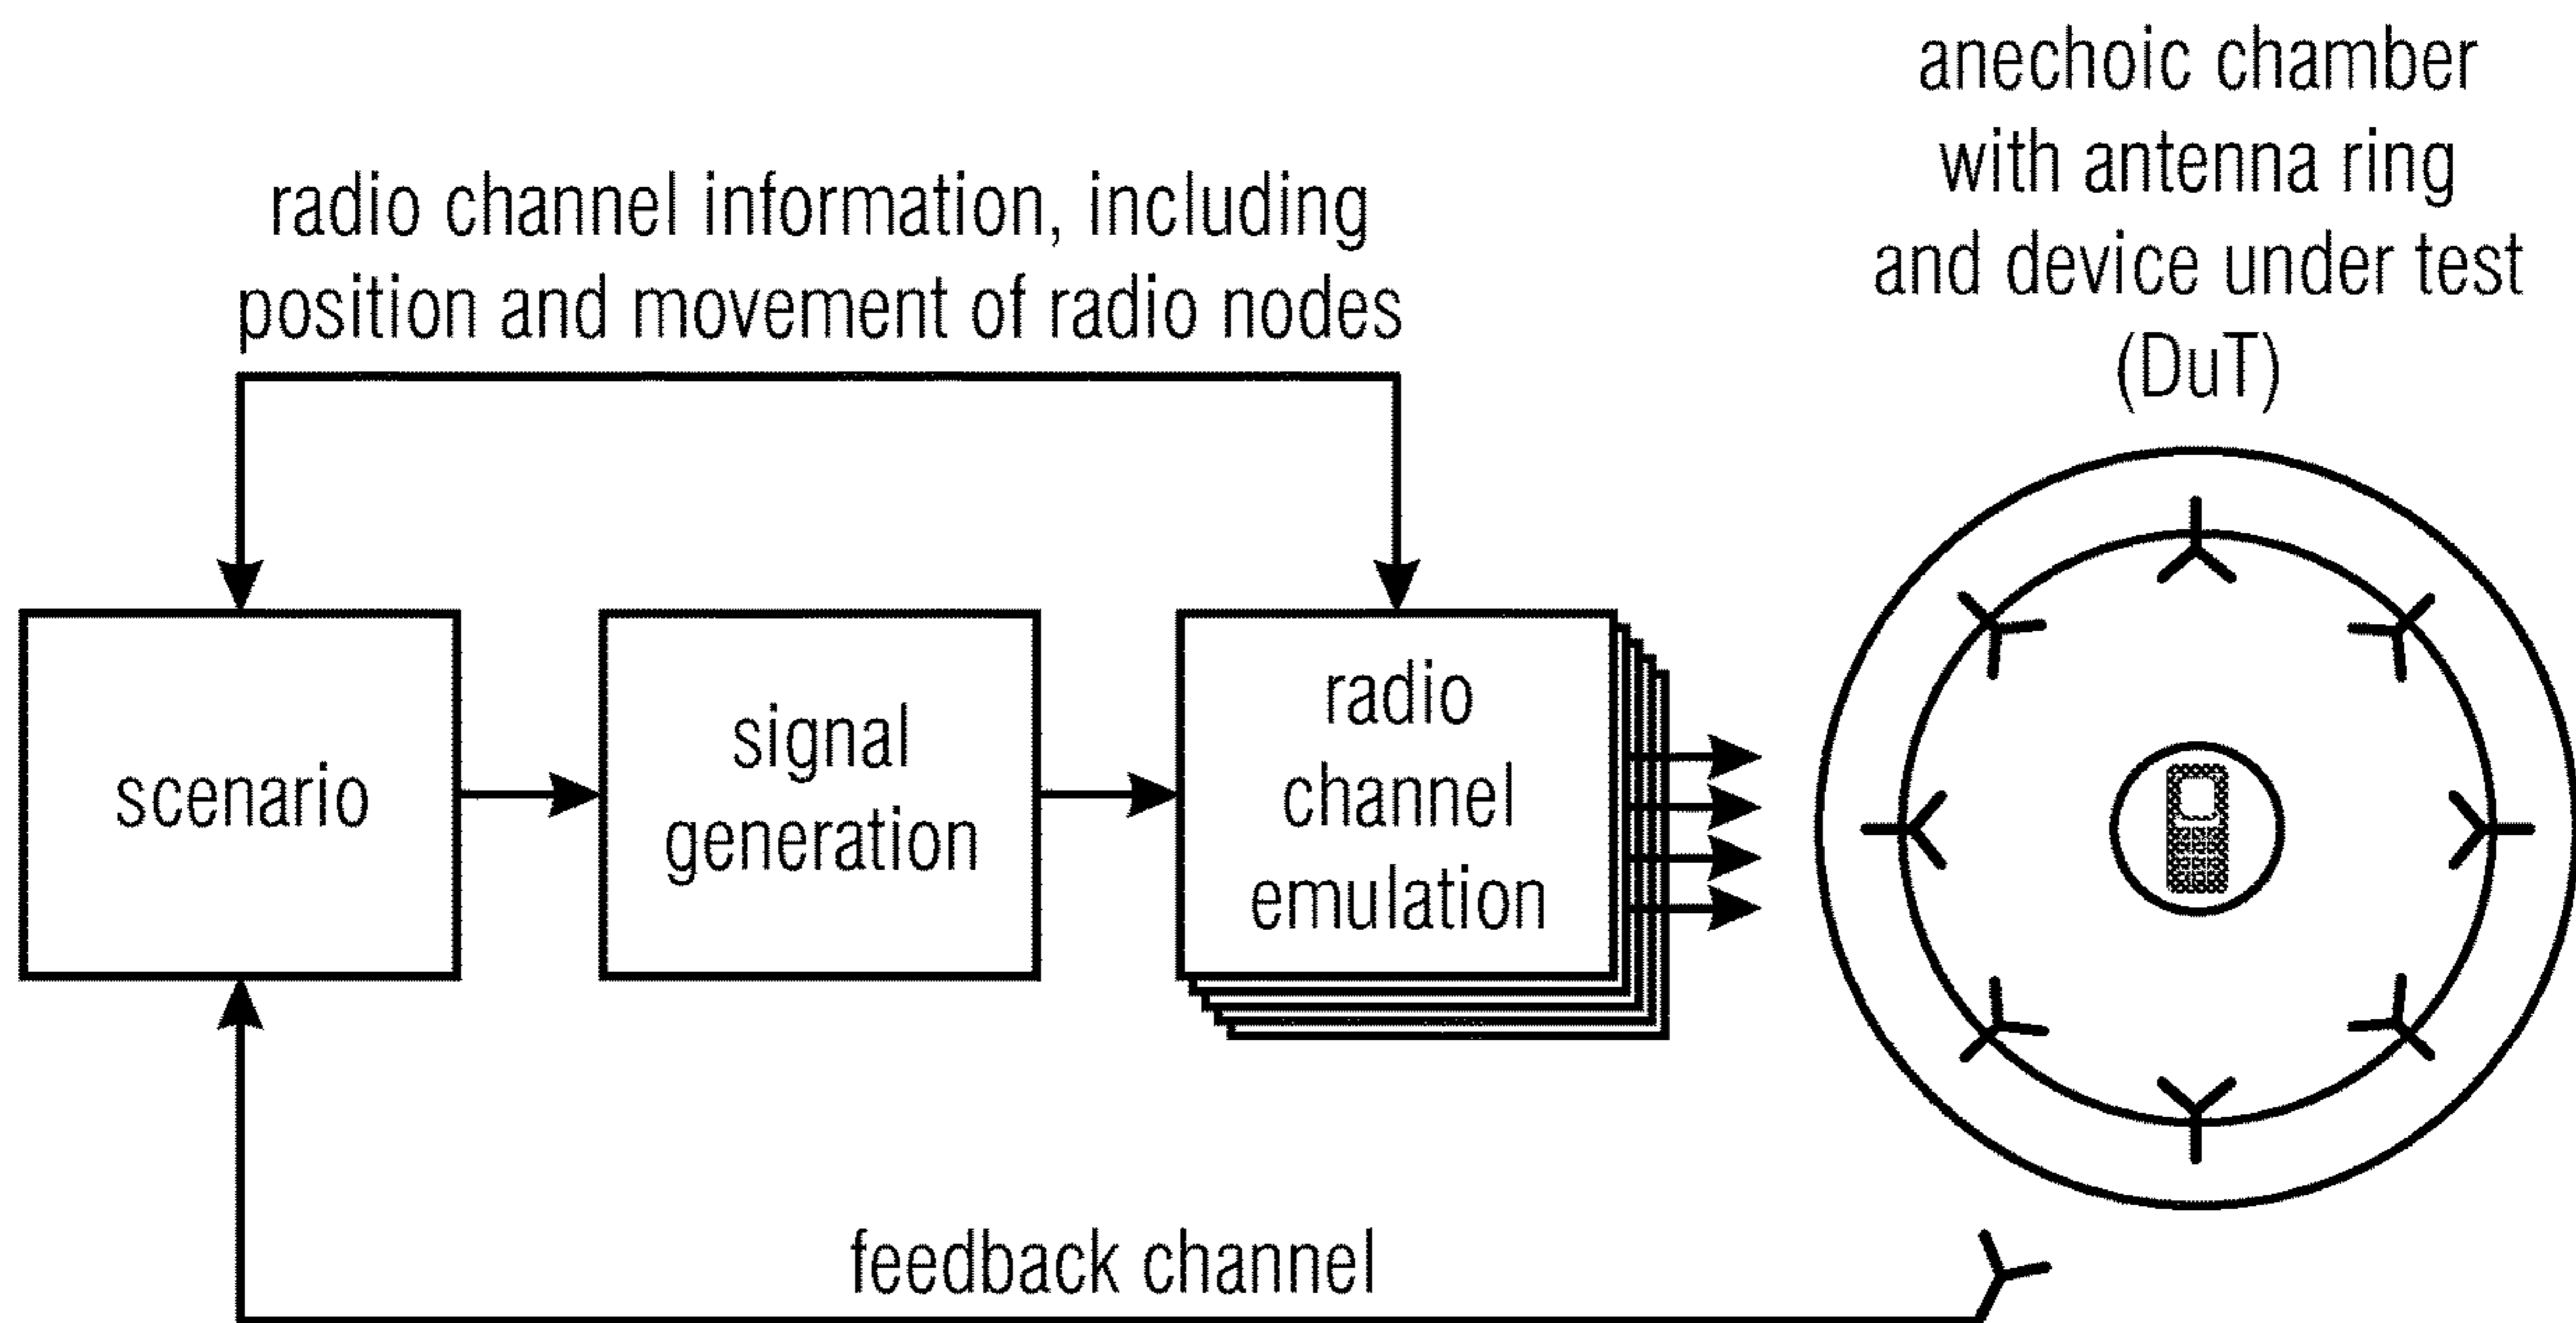 anechoic chamber
with antenna ring
and device under test
(DuT)
radio channel information, including
position and movement of radio nodes
scenario
signal
generation
radio
channel
emulation
feedback channel